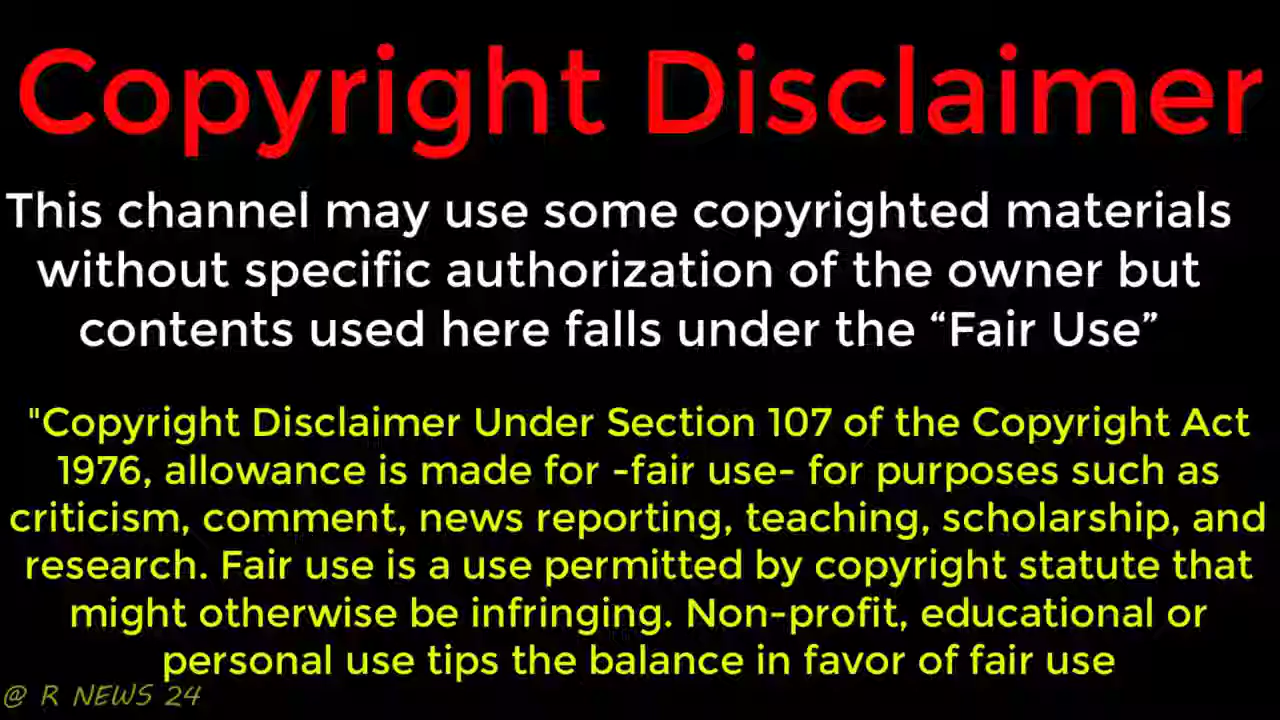 Copyright Disclaimer
This channel may use some copyrighted materials
without specific authorization of the owner but
contents used here falls under the “Fair Use”
"Copyright Disclaimer Under Section 107 of the Copyright Act
1976, allowance is made for -fair use- for purposes such as
criticism, comment, news reporting, teaching, scholarship, and
research. Fair use is a use permitted by copyright statute that
might otherwise be infringing. Non-profit, educational or
personal use tips the balance in favor of fair use
@ R NEWS 24